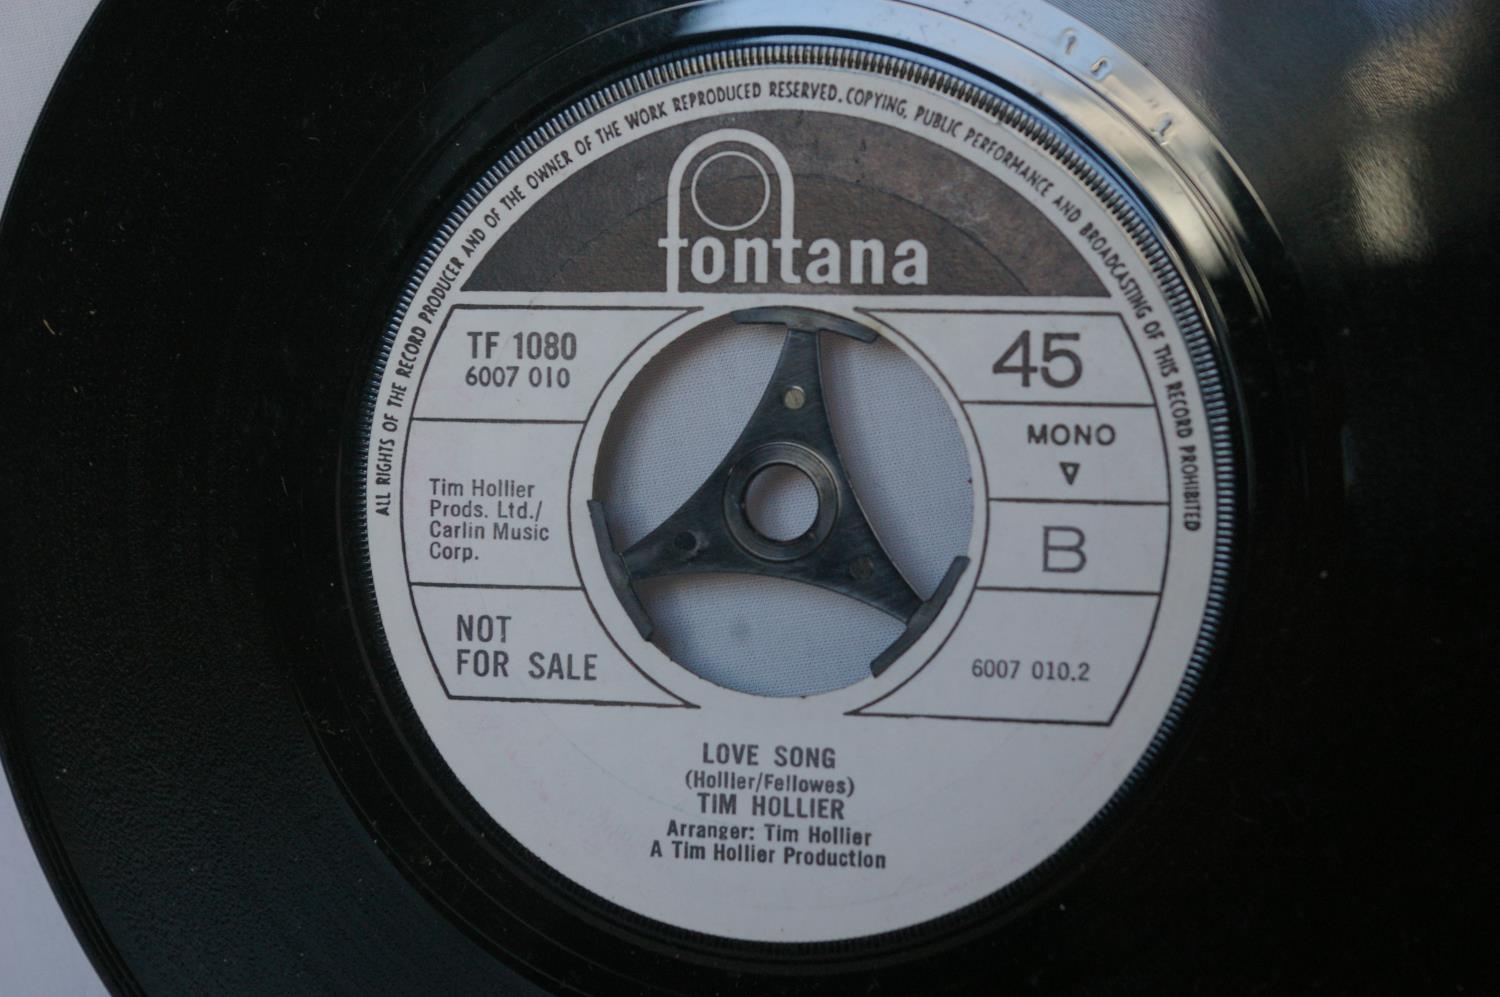 ALL RIGHTS OF THE RECORD PRODUCER AND OF THE OWNER OF THE WORK REPRODUCED RESERVED. COPYING, PUBLIC PERFORMANCE AND BROADCASTING OF THIS RECORD PROHIBITED
fontana
TF 1080
6007 010
45
MONO
B
Tim Hollier
Prods. Ltd./
Carlin Music
Corp.
NOT
FOR SALE
6007 010.2
LOVE SONG
(Hollier/Fellowes)
TIM HOLLIER
Arranger: Tim Hollier
A Tim Hollier Production